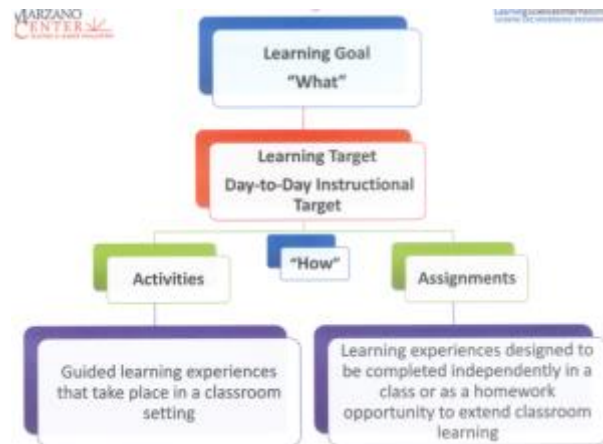 MARZANO
CENTER
Learning Goal
"What"
Learning Target
Day-to-Day Instructional
Target
"How"
Activities
Assignments
Guided learning experiences
that take place in a classroom
setting
Learning experiences designed to
be completed independently in a
class or as a homework
opportunity to extend classroom
learning